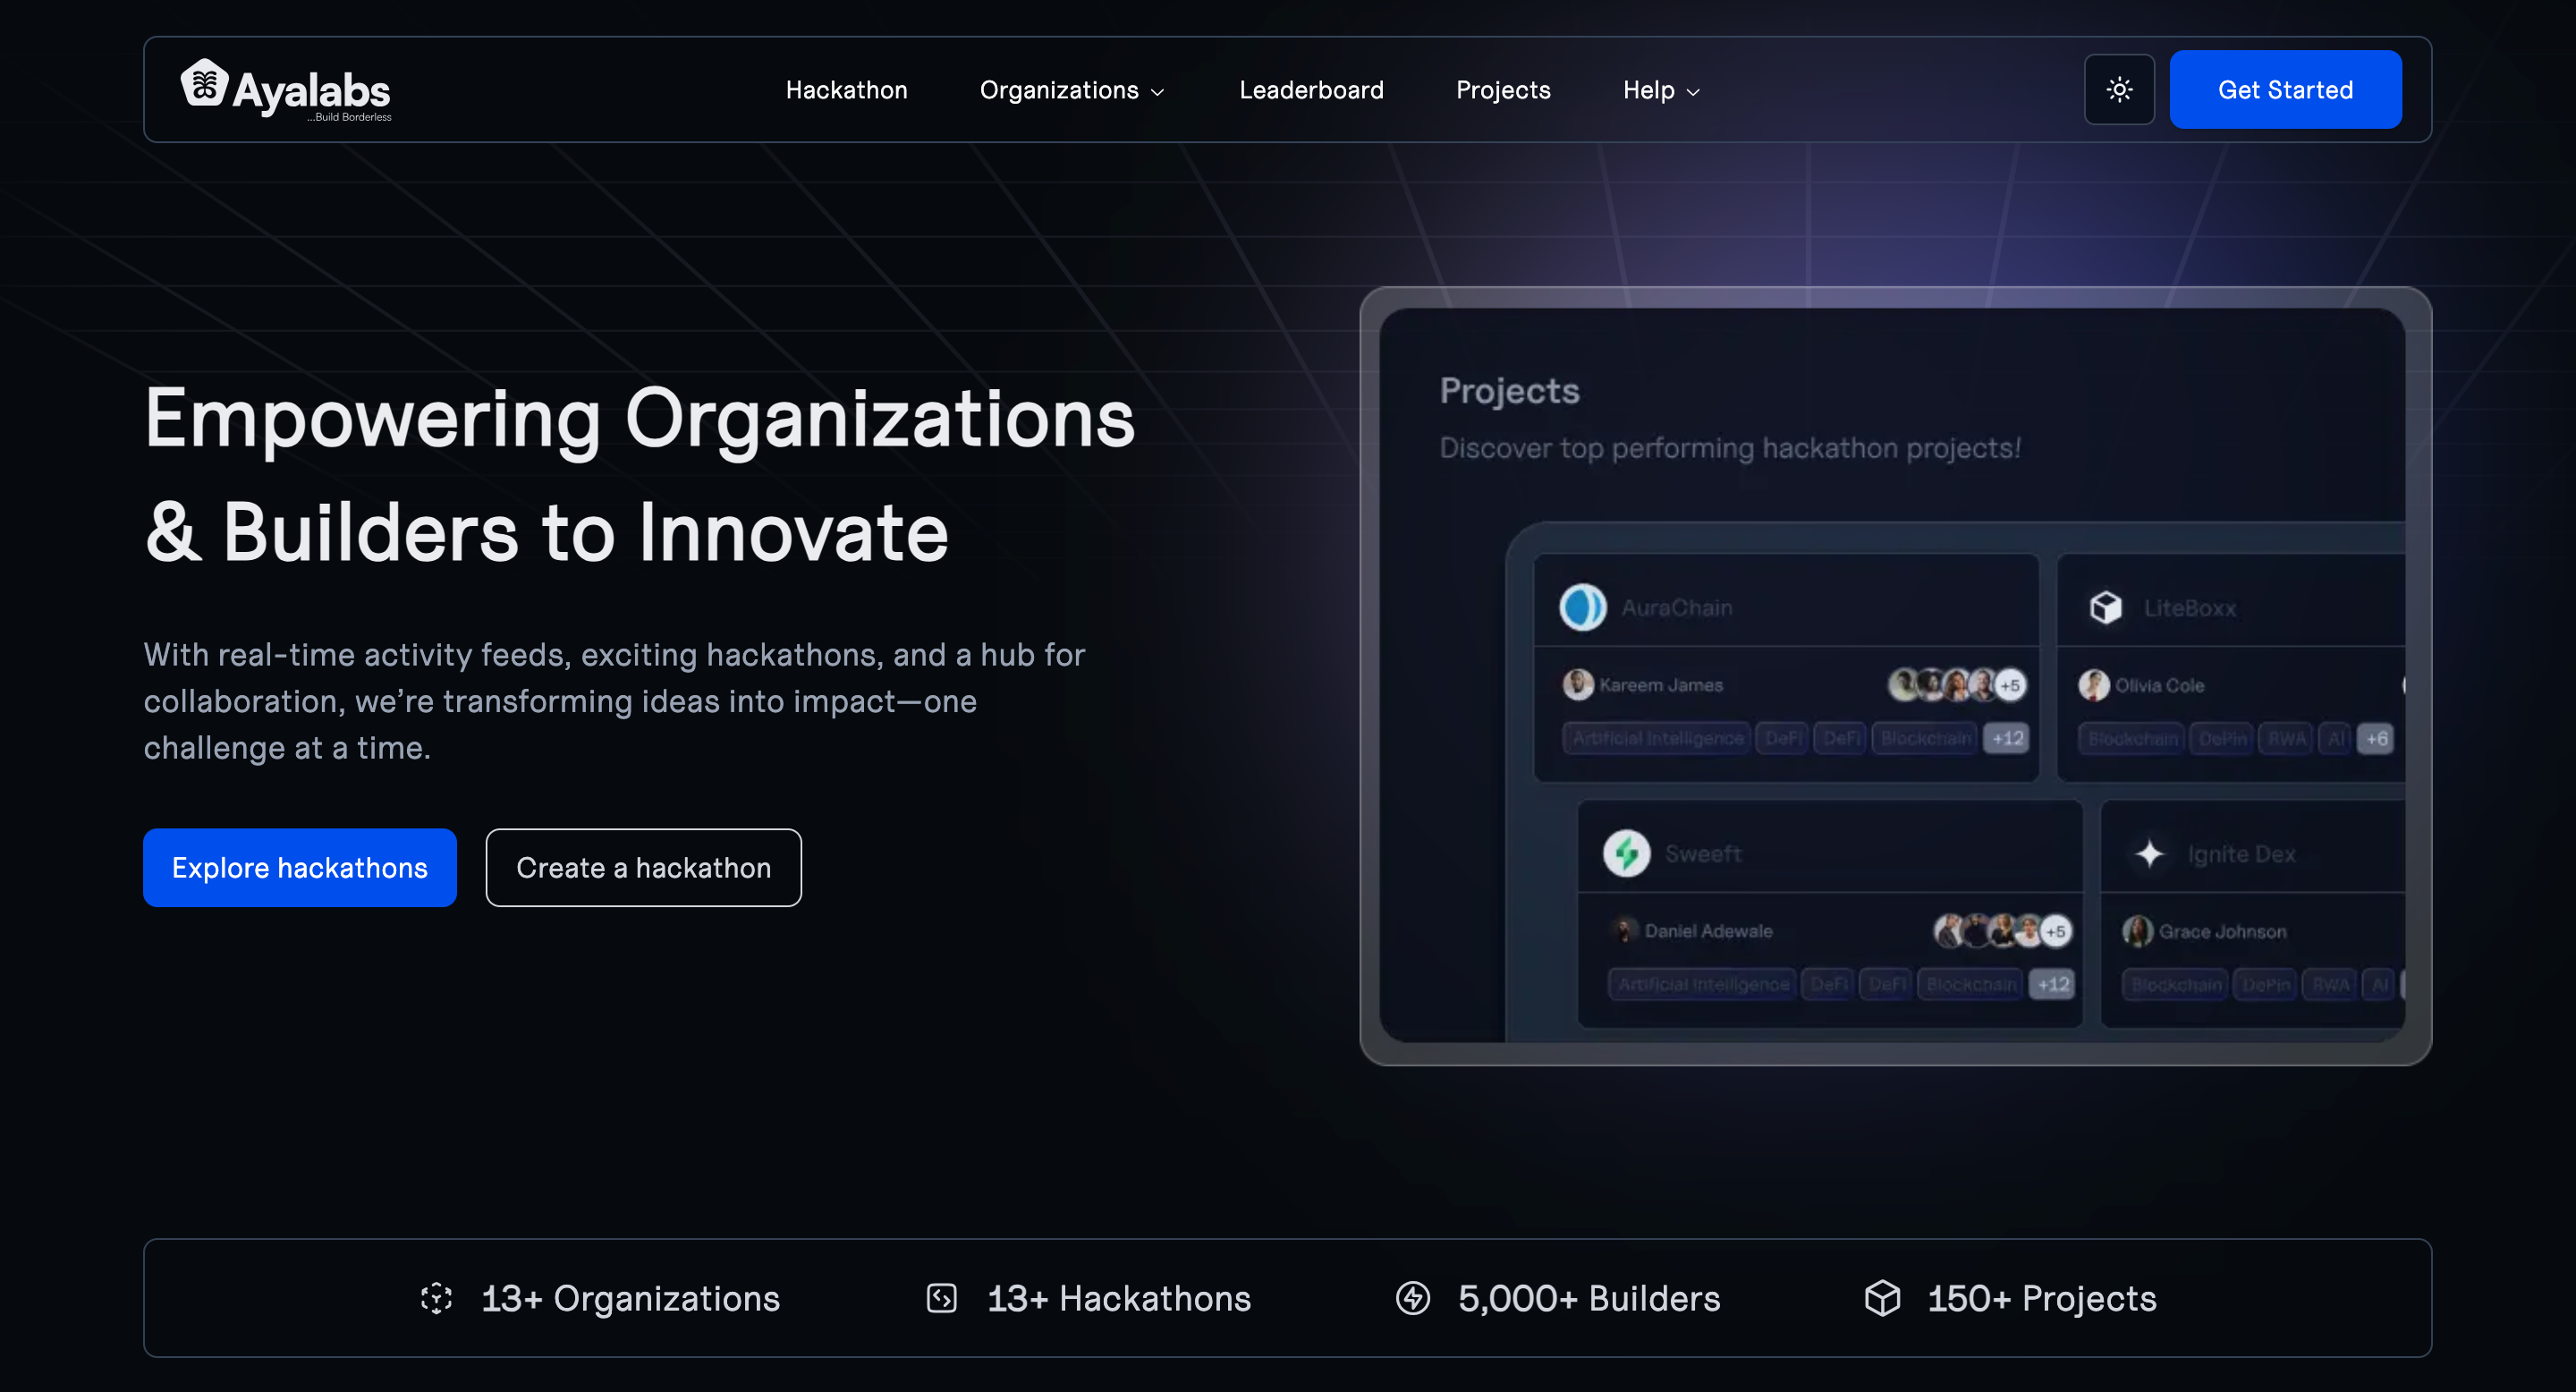 Ayalabs
...Build Borderless
Hackathon
Organizations
Leaderboard
Projects
Help
Get Started
Empowering Organizations
& Builders to Innovate
With real-time activity feeds, exciting hackathons, and a hub for
collaboration, we’re transforming ideas into impact—one
challenge at a time.
Explore hackathons
Create a hackathon
Projects
Discover top performing hackathon projects!
AuraChain
Kareem James
+5
Artificial Intelligence DeFi DeFi Blockchain +12
LiteBoxx
Olivia Cole
Blockchain DePin RWA AI +6
Sweeft
Daniel Adewale
+5
Artificial Intelligence DeFi DeFi Blockchain +12
Ignite Dex
Grace Johnson
Blockchain DePin RWA AI
13+ Organizations
13+ Hackathons
5,000+ Builders
150+ Projects